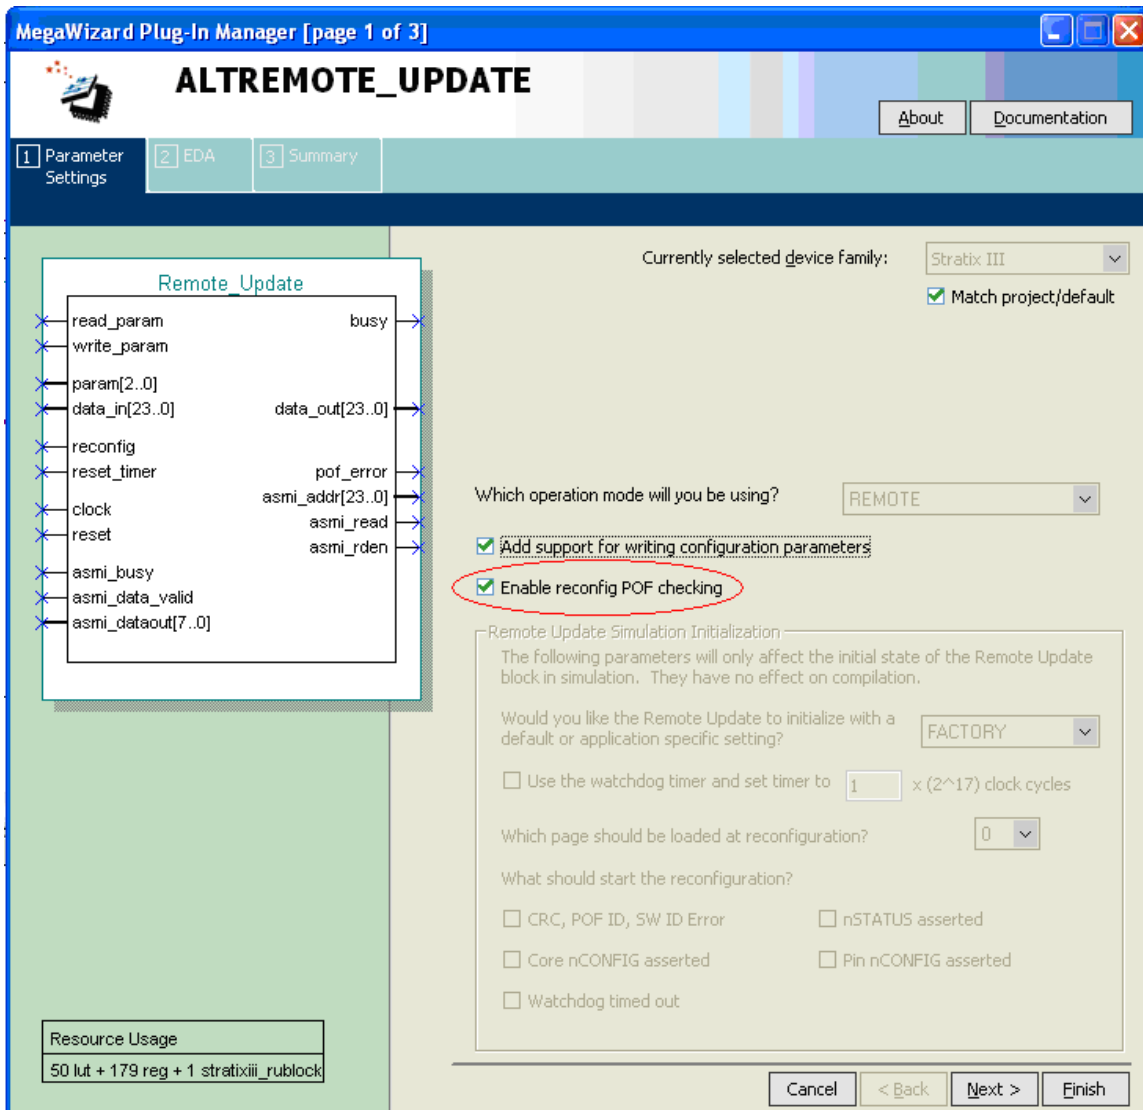 MegaWizard Plug-In Manager [page 1 of 3]
ALTREMOTE_UPDATE
About
Documentation
1 Parameter
Settings
2 EDA
3 Summary
Currently selected device family:
Stratix III
Match project/default
Remote_Update
read_param
busy
write_param
param[2..0]
data_in[23..0]
data_out[23..0]
reconfig
reset_timer
pof_error
asmi_addr[23..0]
clock
asmi_read
reset
asmi_rden
asmi_busy
asmi_data_valid
asmi_dataout[7..0]
Which operation mode will you be using?
REMOTE
Add support for writing configuration parameters
Enable reconfig POF checking
Remote Update Simulation Initialization
The following parameters will only affect the initial state of the Remote Update
block in simulation. They have no effect on compilation.
Would you like the Remote Update to initialize with a
default or application specific setting?
FACTORY
Use the watchdog timer and set timer to
1
x (2^17) clock cycles
Which page should be loaded at reconfiguration?
0
What should start the reconfiguration?
CRC, POF ID, SW ID Error
nSTATUS asserted
Core nCONFIG asserted
Pin nCONFIG asserted
Watchdog timed out
Resource Usage
50 lut + 179 reg + 1 stratixiii_rublock
Cancel
< Back
Next >
Finish